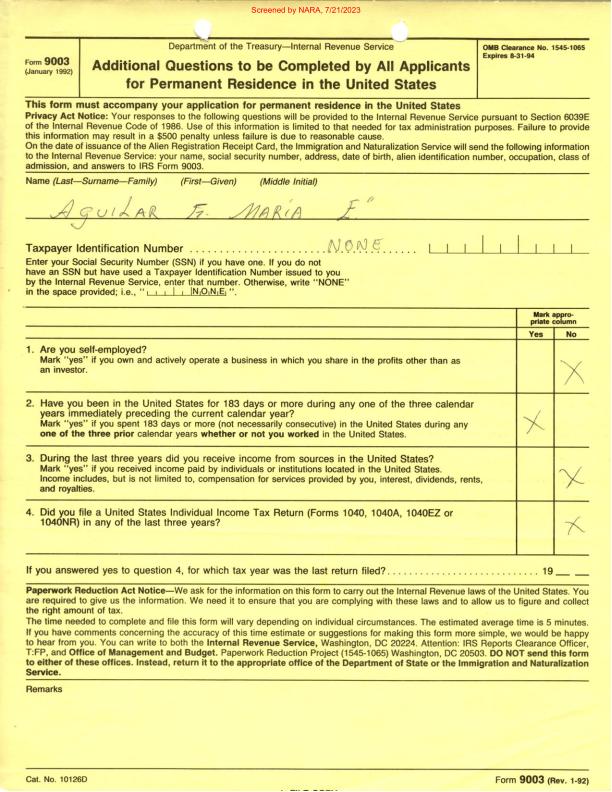 Screened by NARA, 7/21/2023
Form 9003
(January 1992)
Department of the Treasury—Internal Revenue Service
Additional Questions to be Completed by All Applicants
for Permanent Residence in the United States
OMB Clearance No. 1545-1065
Expires 8-31-94
This form must accompany your application for permanent residence in the United States
Privacy Act Notice: Your responses to the following questions will be provided to the Internal Revenue Service pursuant to Section 6039E
of the Internal Revenue Code of 1986. Use of this information is limited to that needed for tax administration purposes. Failure to provide
this information may result in a $500 penalty unless failure is due to reasonable cause.
On the date of issuance of the Alien Registration Receipt Card, the Immigration and Naturalization Service will send the following information
to the Internal Revenue Service: your name, social security number, address, date of birth, alien identification number, occupation, class of
admission, and answers to IRS Form 9003.
Name (Last—Surname—Family) (First—Given) (Middle Initial)
AGUILAR F. MARÍA E"
Taxpayer Identification Number . . . . . . . . . . . . . . . NONE . . . . . .
Enter your Social Security Number (SSN) if you have one. If you do not
have an SSN but have used a Taxpayer Identification Number issued to you
by the Internal Revenue Service, enter that number. Otherwise, write "NONE"
in the space provided; i.e., "NONE".
Mark appro-
priate column
Yes No
1. Are you self-employed?
Mark "yes" if you own and actively operate a business in which you share in the profits other than as
an investor.
X
2. Have you been in the United States for 183 days or more during any one of the three calendar
years immediately preceding the current calendar year?
Mark "yes" if you spent 183 days or more (not necessarily consecutive) in the United States during any
one of the three prior calendar years whether or not you worked in the United States.
X
3. During the last three years did you receive income from sources in the United States?
Mark "yes" if you received income paid by individuals or institutions located in the United States.
Income includes, but is not limited to, compensation for services provided by you, interest, dividends, rents,
and royalties.
X
4. Did you file a United States Individual Income Tax Return (Forms 1040, 1040A, 1040EZ or
1040NR) in any of the last three years?
X
If you answered yes to question 4, for which tax year was the last return filed? . . . . . . . . . . 19 __ __
Paperwork Reduction Act Notice—We ask for the information on this form to carry out the Internal Revenue laws of the United States. You
are required to give us the information. We need it to ensure that you are complying with these laws and to allow us to figure and collect
the right amount of tax.
The time needed to complete and file this form will vary depending on individual circumstances. The estimated average time is 5 minutes.
If you have comments concerning the accuracy of this time estimate or suggestions for making this form more simple, we would be happy
to hear from you. You can write to both the Internal Revenue Service, Washington, DC 20224. Attention: IRS Reports Clearance Officer,
T:FP, and Office of Management and Budget. Paperwork Reduction Project (1545-1065) Washington, DC 20503. DO NOT send this form
to either of these offices. Instead, return it to the appropriate office of the Department of State or the Immigration and Naturalization
Service.
Remarks
Cat. No. 10126D
Form 9003 (Rev. 1-92)